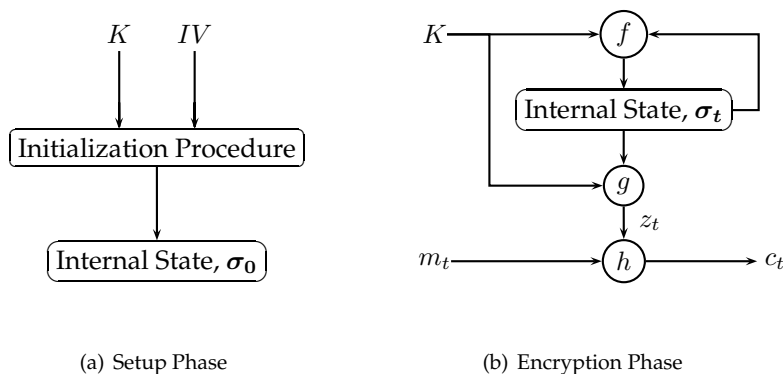 K IV
Initialization Procedure
Internal State, σ₀
(a) Setup Phase
K f
Internal State, σₜ
g
zₜ
mₜ h cₜ
(b) Encryption Phase